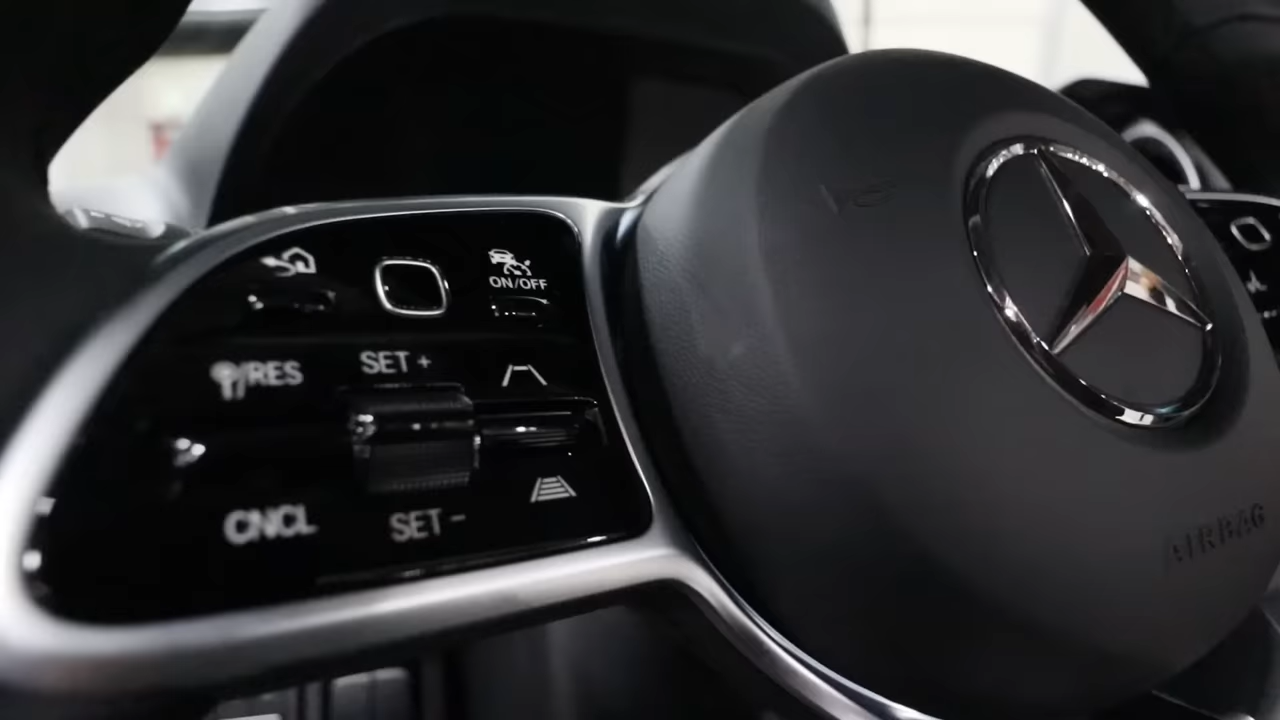 ON/OFF
/RES
SET +
CNCL
SET -
AIRBAG